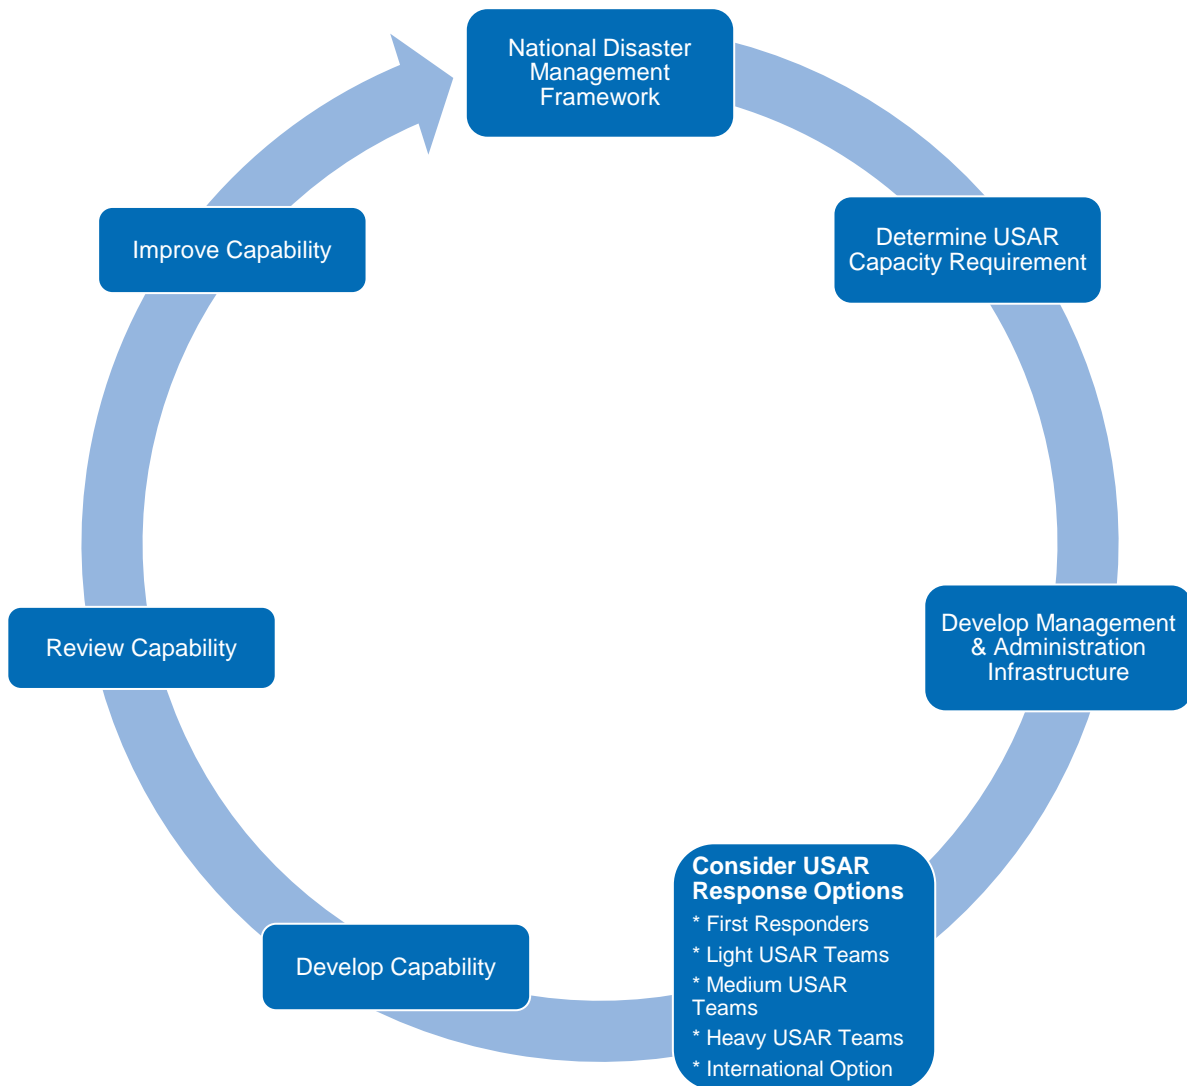 National Disaster
Management
Framework
Determine USAR
Capacity Requirement
Develop Management
& Administration
Infrastructure
Consider USAR
Response Options
* First Responders
* Light USAR Teams
* Medium USAR
Teams
* Heavy USAR Teams
* International Option
Develop Capability
Review Capability
Improve Capability